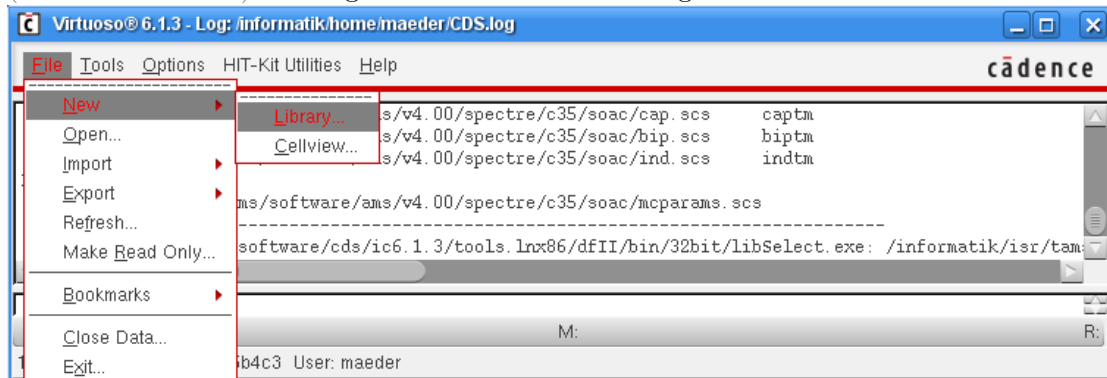 Virtuoso® 6.1.3 - Log: /informatik/home/maeder/CDS.log
File Tools Options HIT-Kit Utilities Help
cādence
New
Library...
s/v4.00/spectre/c35/soac/cap.scs captm
Open...
Cellview...
s/v4.00/spectre/c35/soac/bip.scs biptm
Import
s/v4.00/spectre/c35/soac/ind.scs indtm
Export
ms/software/ams/v4.00/spectre/c35/soac/mcparams.scs
Refresh...
----------------------------------------------------------------
Make Read Only...
software/cds/ic6.1.3/tools.lnx86/dfII/bin/32bit/libSelect.exe: /informatik/isr/tam
Bookmarks
Close Data...
M:
R:
Exit...
b4c3 User: maeder